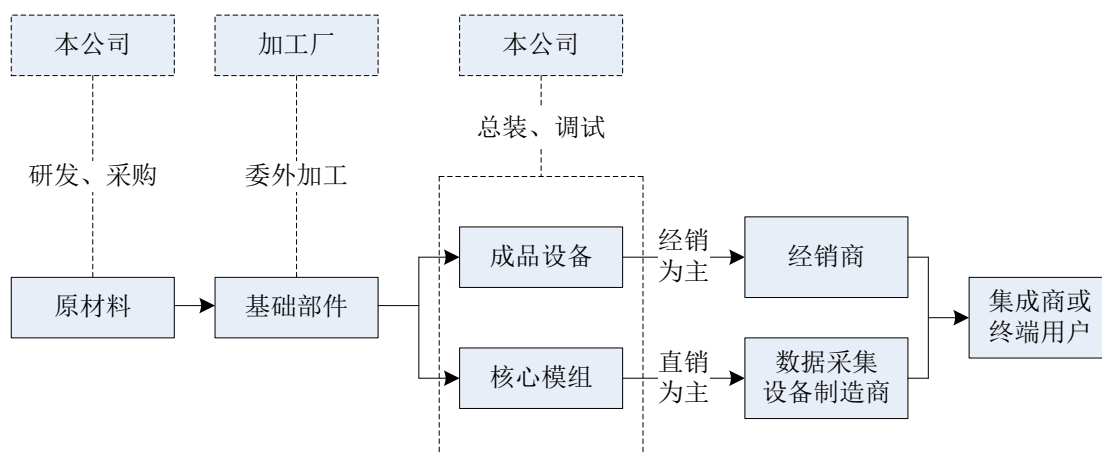 本公司
加工厂
本公司
总装、调试
研发、采购
委外加工
成品设备
经销
为主
经销商
原材料
基础部件
集成商或
终端用户
核心模组
直销
为主
数据采集
设备制造商